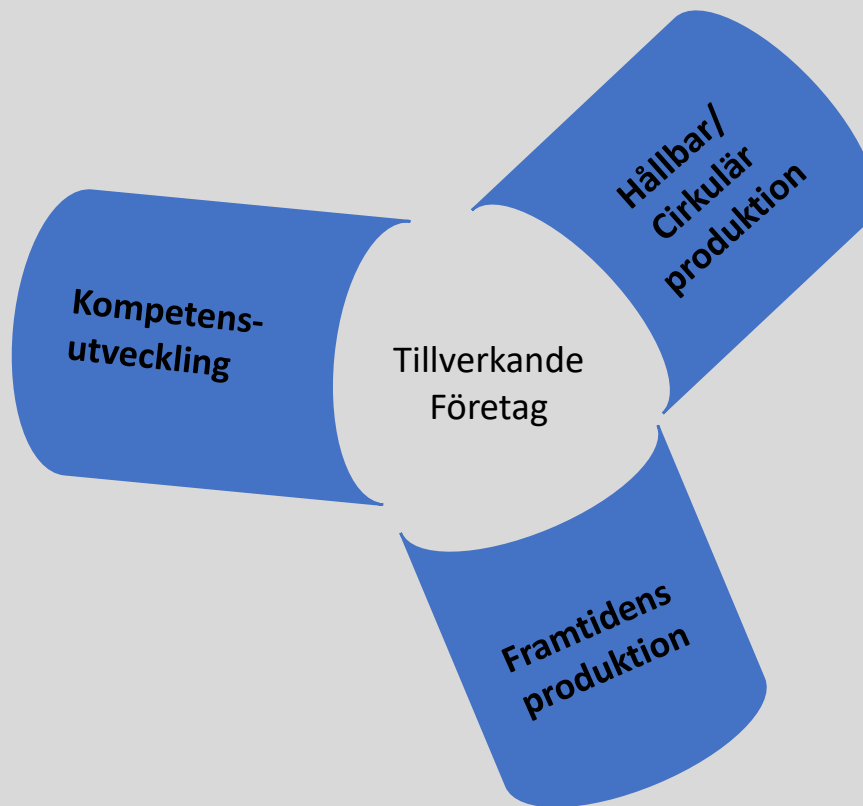 Hållbar/
Cirkulär
produktion
Kompetens-
utveckling
Tillverkande
Företag
Framtidens
produktion